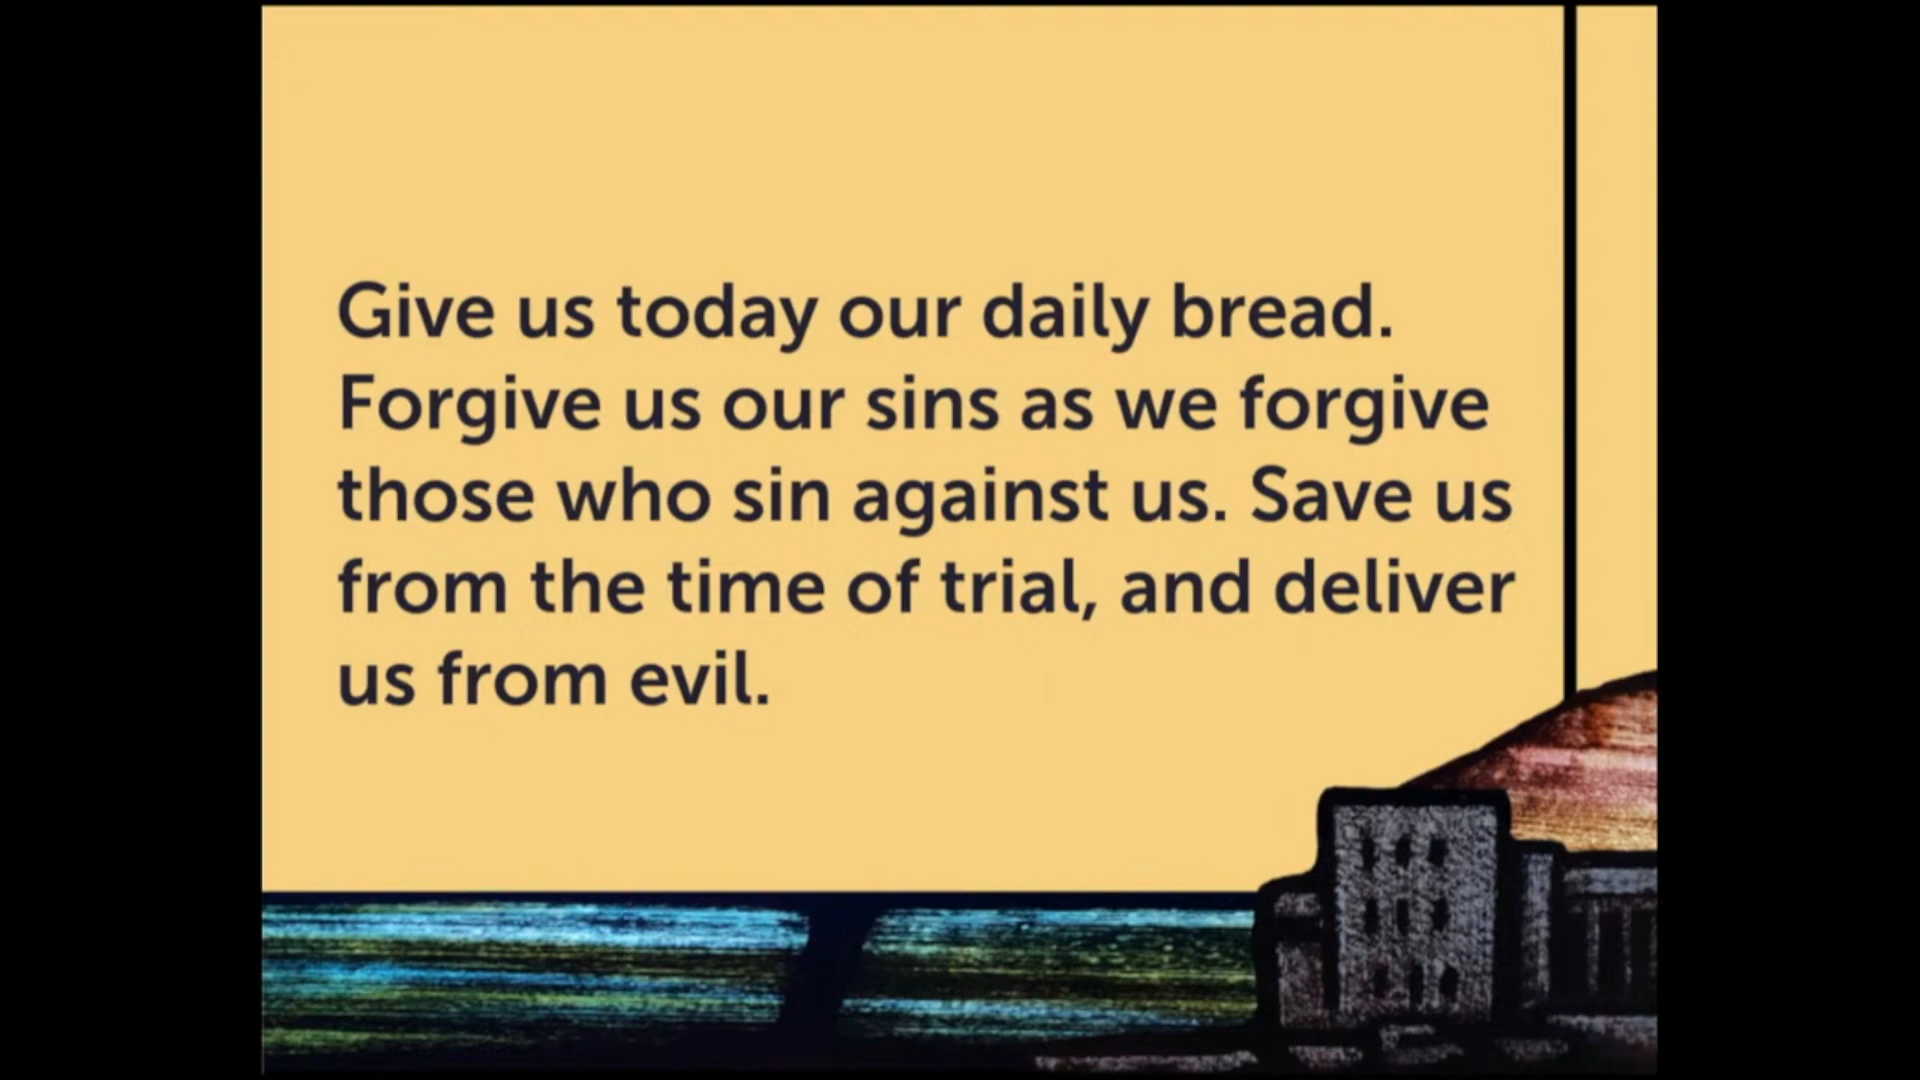 Give us today our daily bread.
Forgive us our sins as we forgive
those who sin against us. Save us
from the time of trial, and deliver
us from evil.